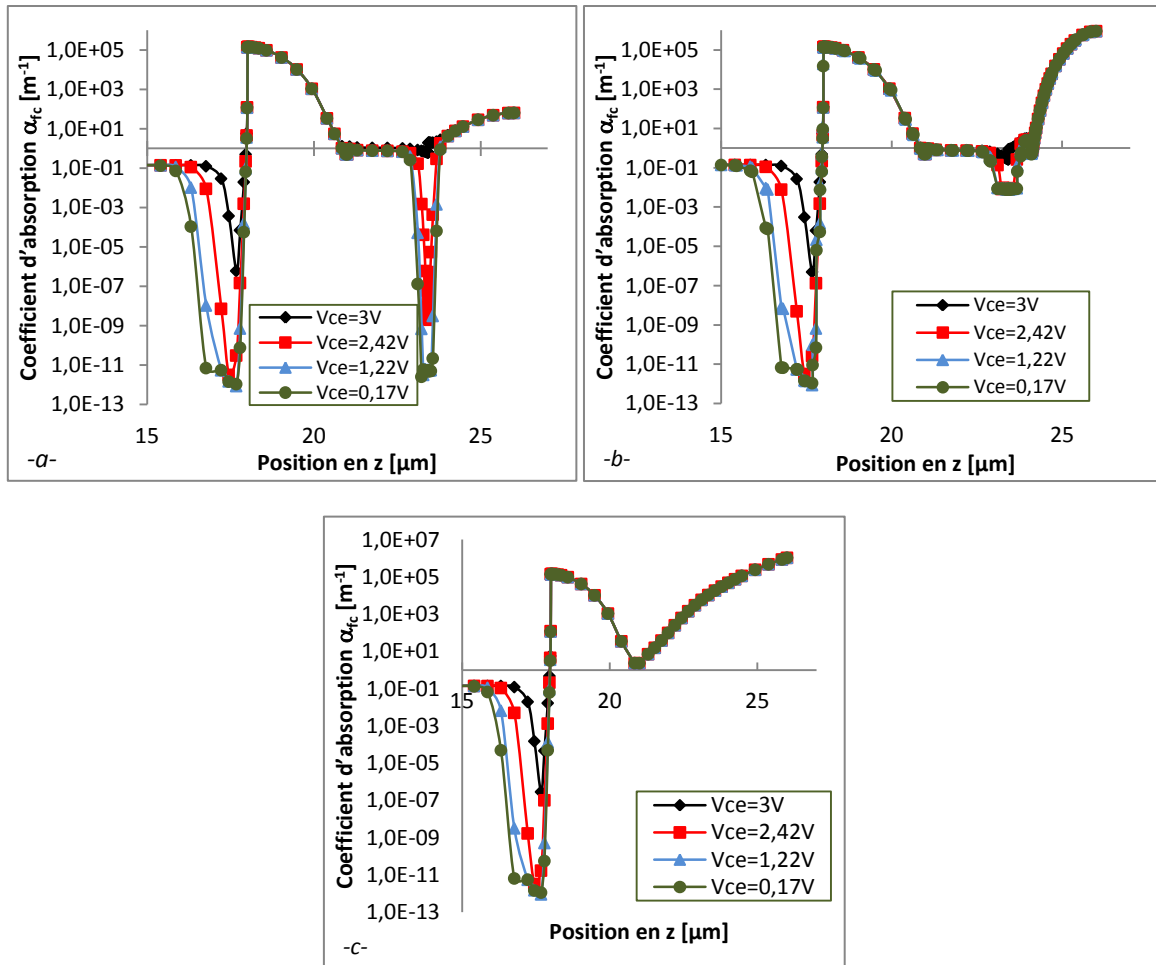 Coefficient d'absorption αfc [m-1]
1,0E+05
1,0E+03
1,0E+01
1,0E-01
1,0E-03
1,0E-05
1,0E-07
1,0E-09
1,0E-11
1,0E-13
Vce=3V
Vce=2,42V
Vce=1,22V
Vce=0,17V
15 20 25
Position en z [µm]
-a-
Coefficient d'absorption αfc [m-1]
1,0E+05
1,0E+03
1,0E+01
1,0E-01
1,0E-03
1,0E-05
1,0E-07
1,0E-09
1,0E-11
1,0E-13
Vce=3V
Vce=2,42V
Vce=1,22V
Vce=0,17V
15 20 25
Position en z [µm]
-b-
Coefficient d'absorption αfc [m-1]
1,0E+07
1,0E+05
1,0E+03
1,0E+01
1,0E-01
1,0E-03
1,0E-05
1,0E-07
1,0E-09
1,0E-11
1,0E-13
15 20 25
Vce=3V
Vce=2,42V
Vce=1,22V
Vce=0,17V
Position en z [µm]
-c-